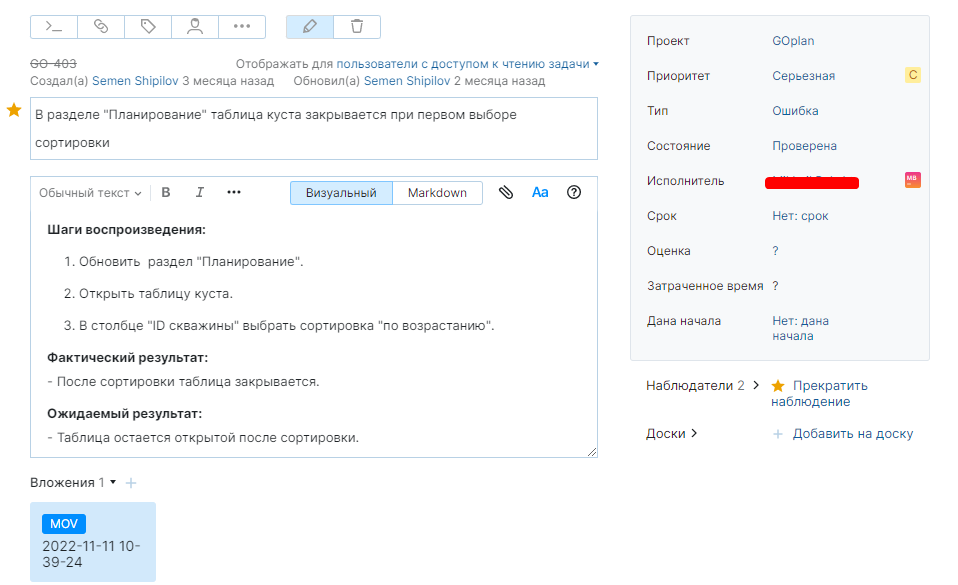 GO-403
Отображать для пользователи с доступом к чтению задачи
Создал(а) Semen Shipilov 3 месяца назад Обновил(а) Semen Shipilov 2 месяца назад
В разделе "Планирование" таблица куста закрывается при первом выборе
сортировки
Обычный текст B I ••• Визуальный Markdown Aa ?
Шаги воспроизведения:
1. Обновить раздел "Планирование".
2. Открыть таблицу куста.
3. В столбце "ID скважины" выбрать сортировка "по возрастанию".
Фактический результат:
- После сортировки таблица закрывается.
Ожидаемый результат:
- Таблица остается открытой после сортировки.
Вложения 1
MOV
2022-11-11 10-
39-24
Проект GOplan
Приоритет Серьезная C
Тип Ошибка
Состояние Проверена
Исполнитель MS
Срок Нет: срок
Оценка ?
Затраченное время ?
Дана начала Нет: дана
начала
Наблюдатели 2 Прекратить
наблюдение
Доски Добавить на доску